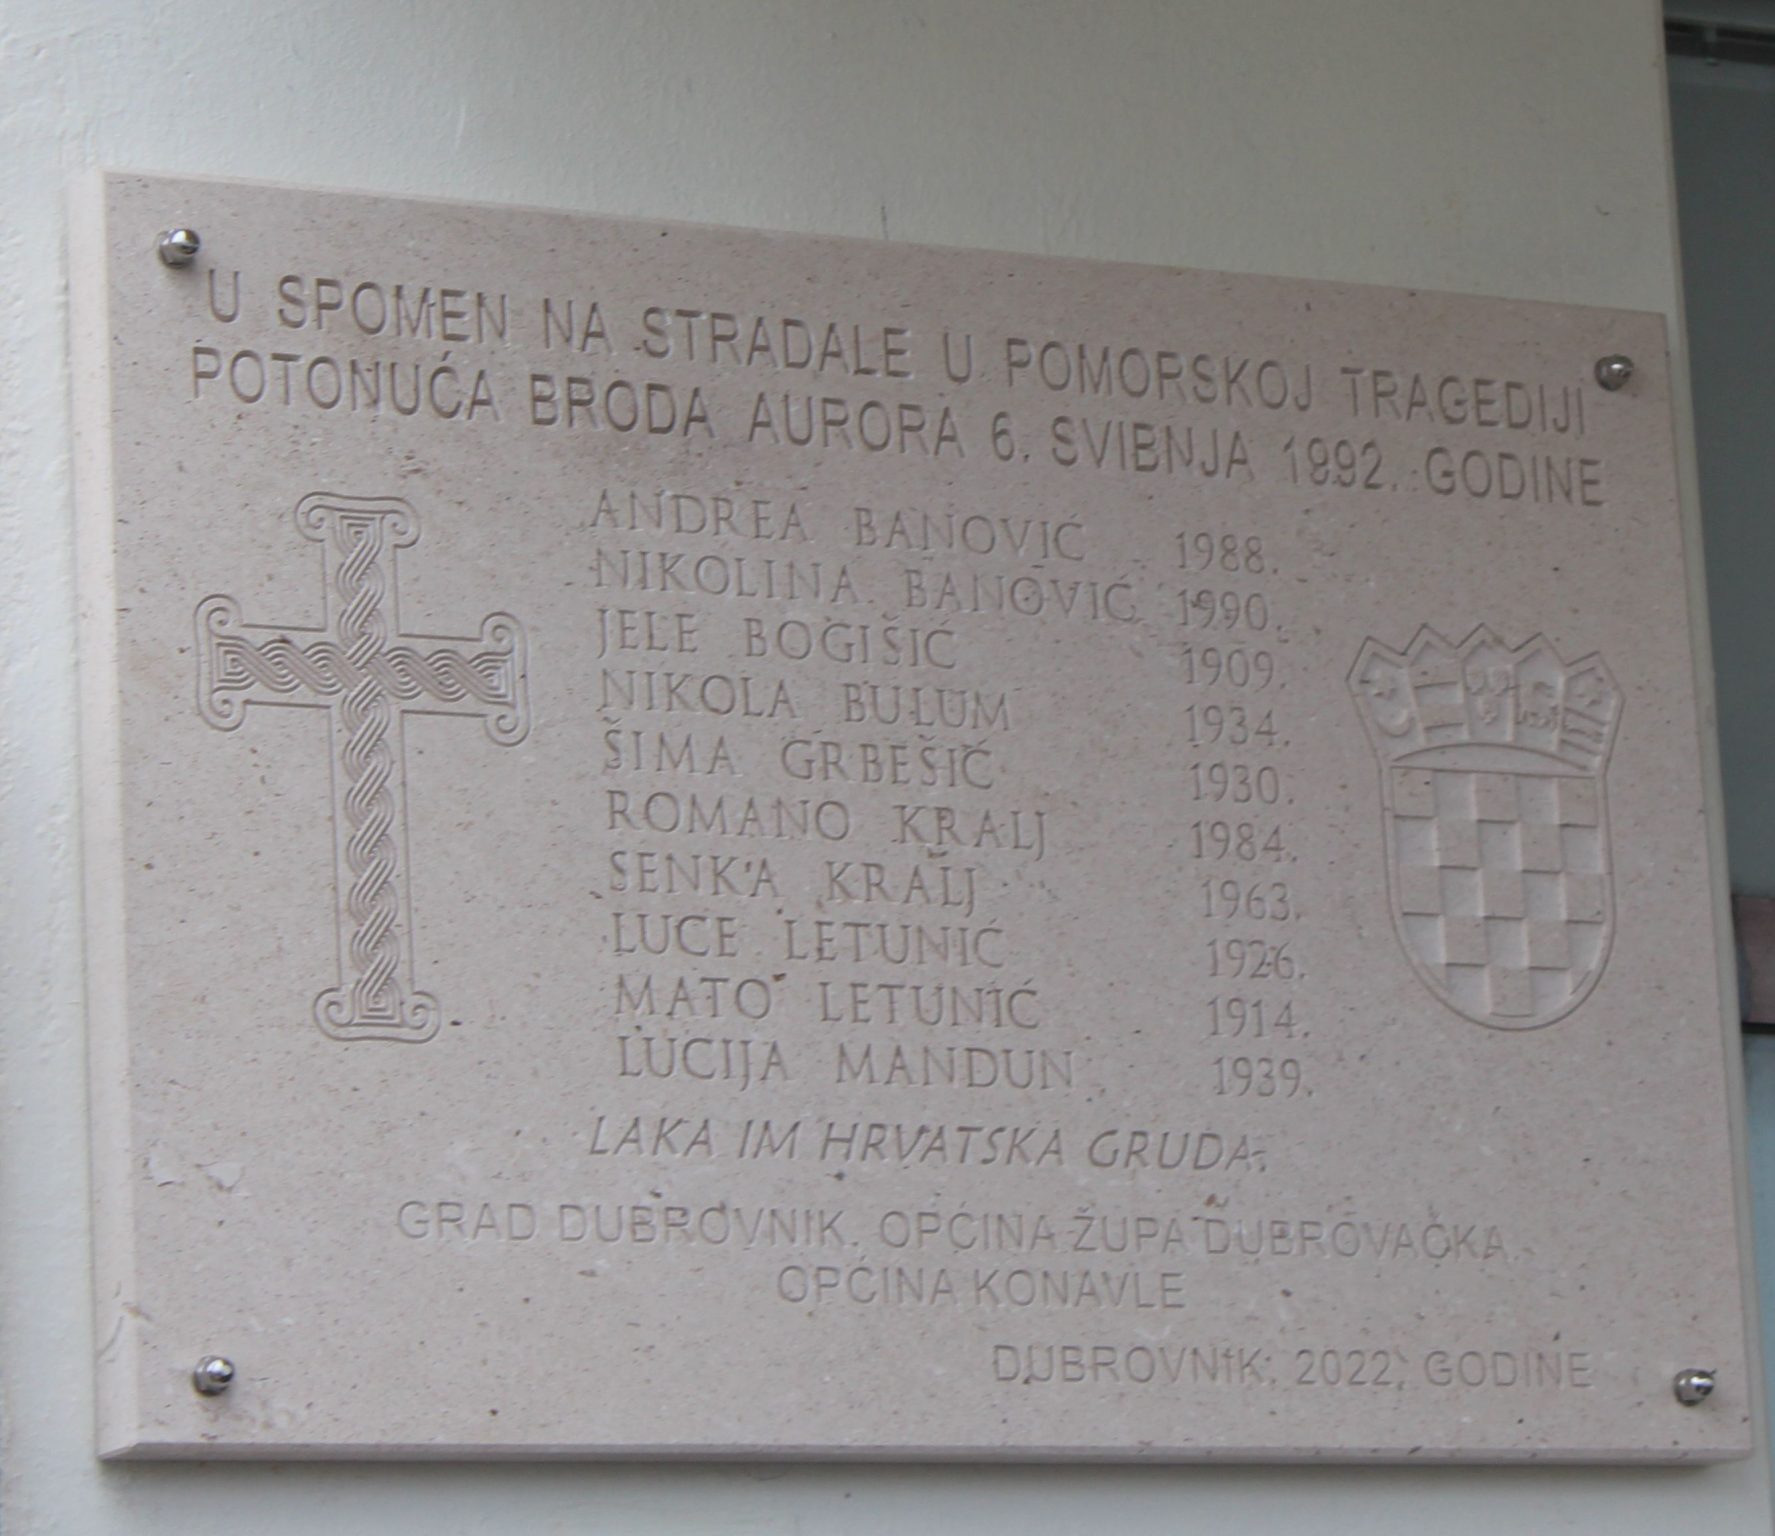 U SPOMEN NA STRADALE U POMORSKOJ TRAGEDIJI
POTONUĆA BRODA AURORA 6. SVIBNJA 1992. GODINE
ANDREA BANOVIĆ 1988.
NIKOLINA BANOVIĆ 1990.
JELE BOGIŠIĆ 1909.
NIKOLA BULUM 1934.
ŠIMA GRBEŠIĆ 1930.
ROMANO KRALJ 1984.
SENKA KRALJ 1963.
LUCE LETUNIĆ 1926.
MATO LETUNIĆ 1914.
LUCIJA MANDUN 1939.
LAKA IM HRVATSKA GRUDA.
GRAD DUBROVNIK, OPĆINA ŽUPA DUBROVAČKA
OPĆINA KONAVLE
DUBROVNIK, 2022. GODINE